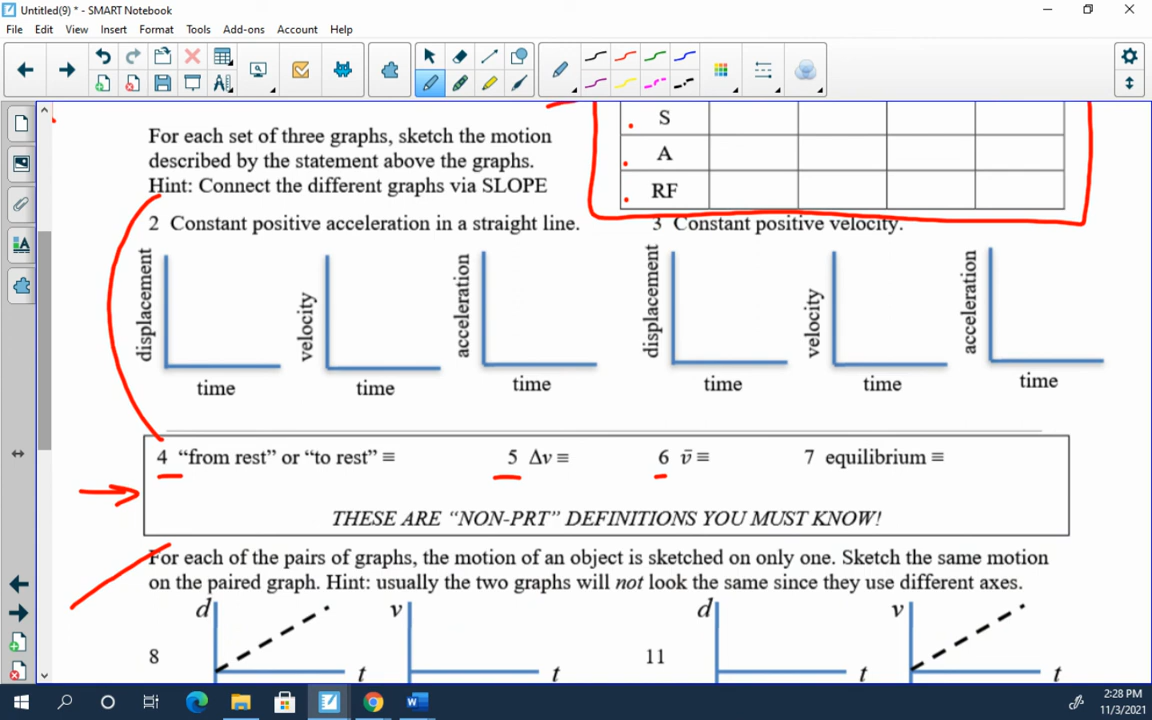 Untitled(9) * - SMART Notebook
File Edit View Insert Format Tools Add-ons Account Help
For each set of three graphs, sketch the motion
described by the statement above the graphs.
Hint: Connect the different graphs via SLOPE
S
A
RF
2 Constant positive acceleration in a straight line.
3 Constant positive velocity.
displacement
time
velocity
time
acceleration
time
displacement
time
velocity
time
acceleration
time
4 “from rest” or “to rest” ≡ 5 Δv ≡ 6 v̄ ≡ 7 equilibrium ≡
THESE ARE “NON-PRT” DEFINITIONS YOU MUST KNOW!
For each of the pairs of graphs, the motion of an object is sketched on only one. Sketch the same motion
on the paired graph. Hint: usually the two graphs will not look the same since they use different axes.
8 d t v t
11 d t v t
2:28 PM
11/3/2021